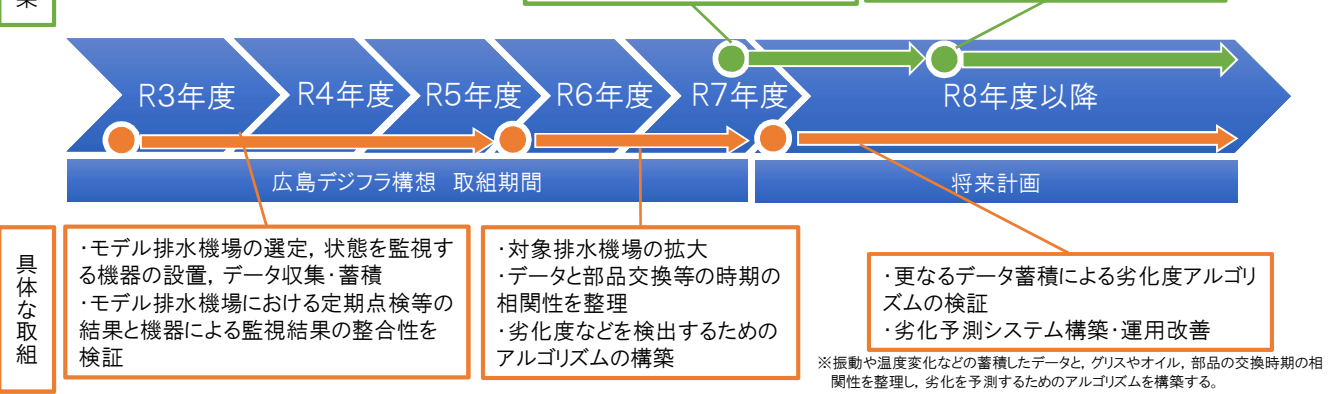 R3年度
R4年度
R5年度
R6年度
R7年度
R8年度以降
広島デジフラ構想 取組期間
将来計画
具体な取組
・モデル排水機場の選定，状態を監視す
る機器の設置，データ収集・蓄積
・モデル排水機場における定期点検等の
結果と機器による監視結果の整合性を
検証
・対象排水機場の拡大
・データと部品交換等の時期の
相関性を整理
・劣化度などを検出するための
アルゴリズムの構築
・更なるデータ蓄積による劣化度アルゴリ
ズムの検証
・劣化予測システム構築・運用改善
※振動や温度変化などの蓄積したデータと，グリスやオイル，部品の交換時期の相
関性を整理し，劣化を予測するためのアルゴリズムを構築する。